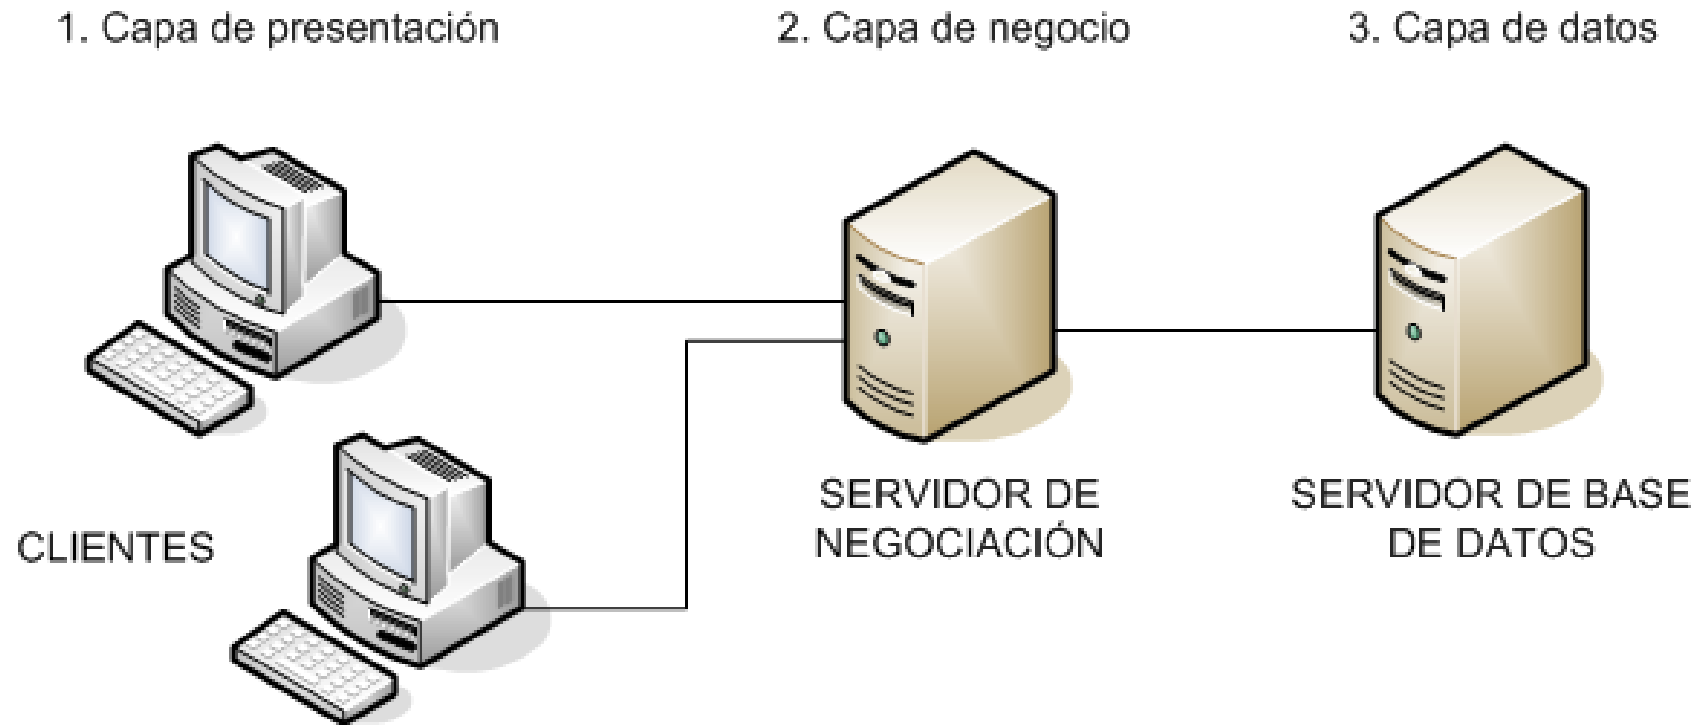 1. Capa de presentación
2. Capa de negocio
3. Capa de datos
CLIENTES
SERVIDOR DE
NEGOCIACIÓN
SERVIDOR DE BASE
DE DATOS